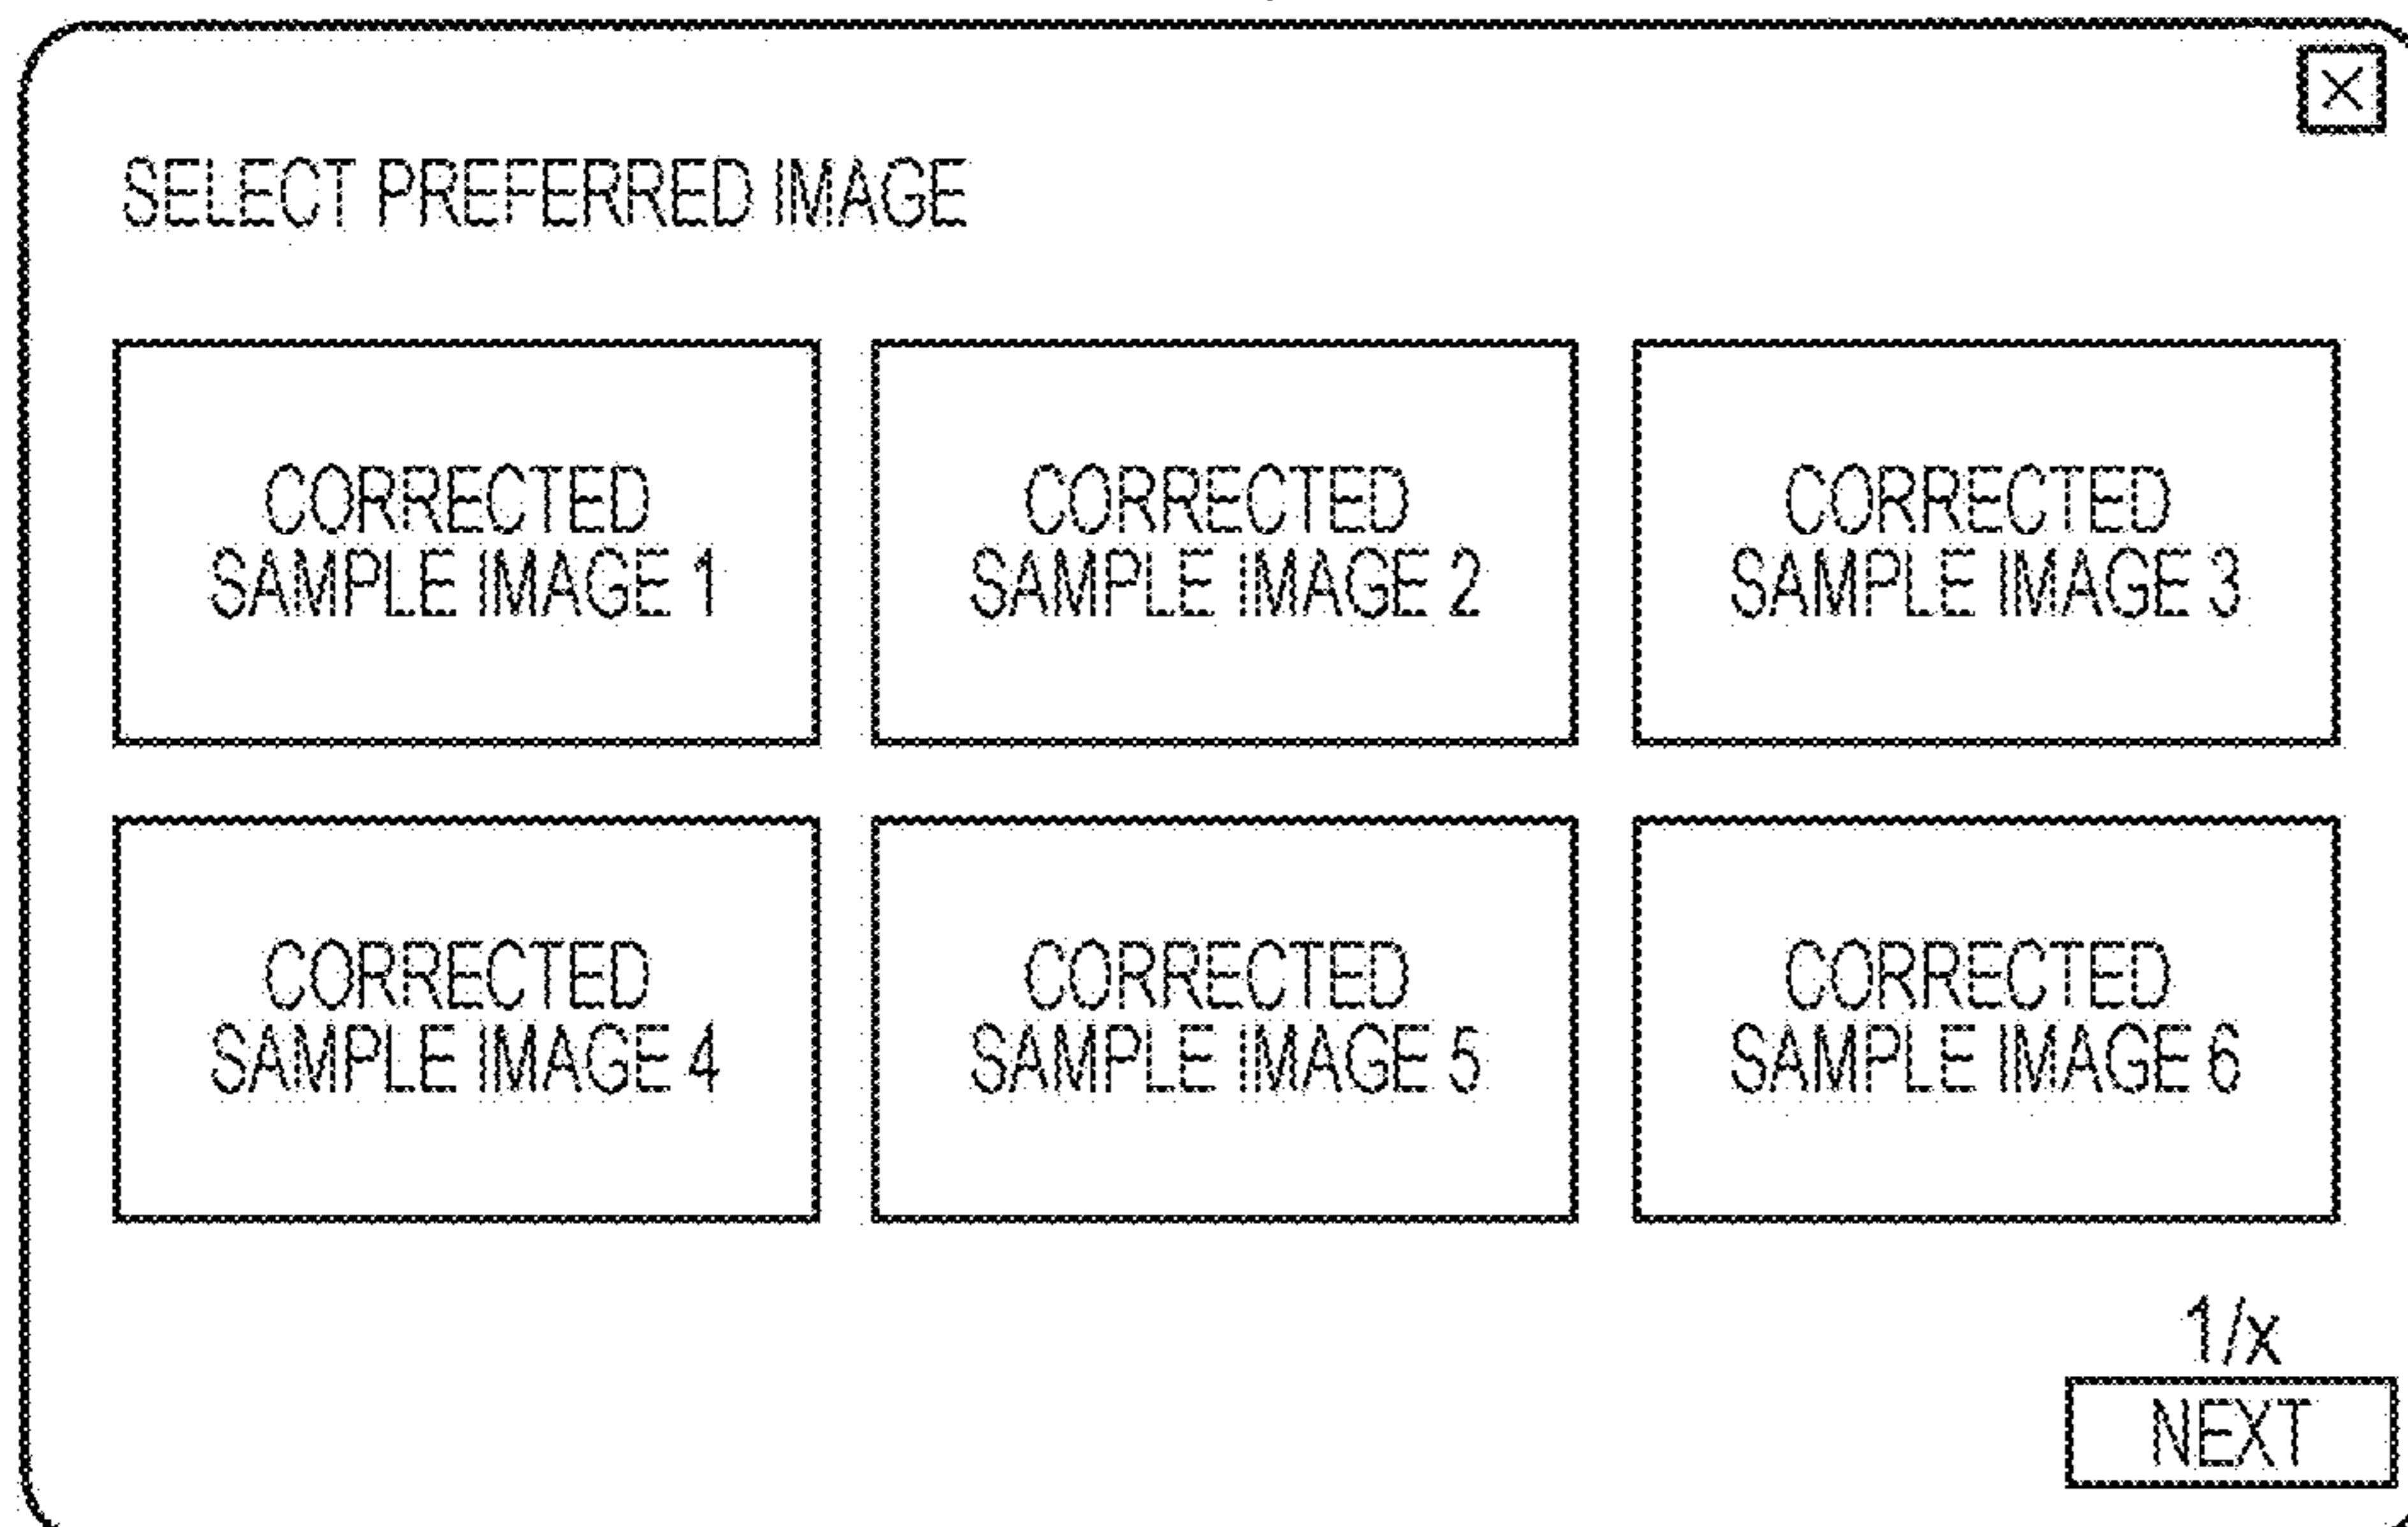 SELECT PREFERRED IMAGE
CORRECTED
SAMPLE IMAGE 1
CORRECTED
SAMPLE IMAGE 2
CORRECTED
SAMPLE IMAGE 3
CORRECTED
SAMPLE IMAGE 4
CORRECTED
SAMPLE IMAGE 5
CORRECTED
SAMPLE IMAGE 6
1/x
NEXT